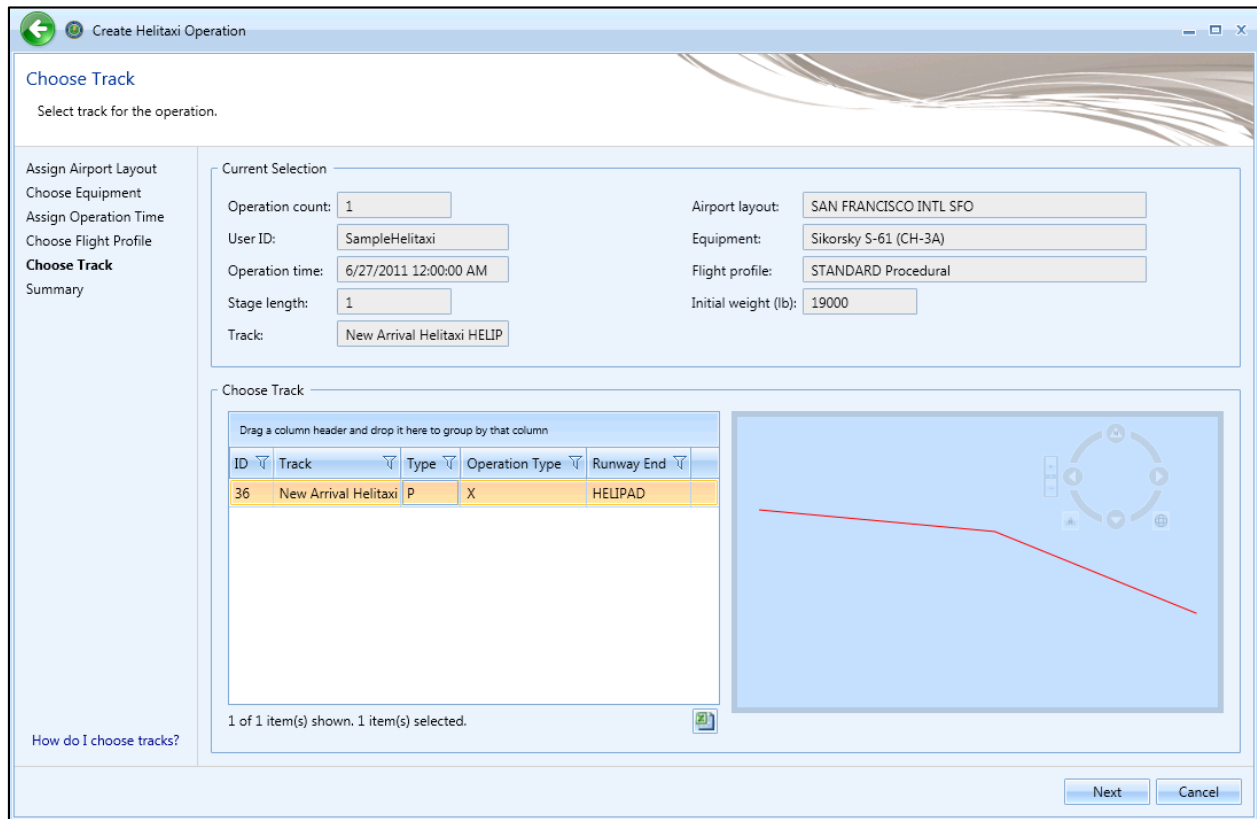 Create Helitaxi Operation
Choose Track
Select track for the operation.
Assign Airport Layout
Choose Equipment
Assign Operation Time
Choose Flight Profile
Choose Track
Summary
How do I choose tracks?
Current Selection
Operation count: 1
User ID: SampleHelitaxi
Operation time: 6/27/2011 12:00:00 AM
Stage length: 1
Track: New Arrival Helitaxi HELIP
Airport layout: SAN FRANCISCO INTL SFO
Equipment: Sikorsky S-61 (CH-3A)
Flight profile: STANDARD Procedural
Initial weight (lb): 19000
Choose Track
Drag a column header and drop it here to group by that column
ID Track Type Operation Type Runway End
36 New Arrival Helitaxi P X HELIPAD
1 of 1 item(s) shown. 1 item(s) selected.
Next Cancel